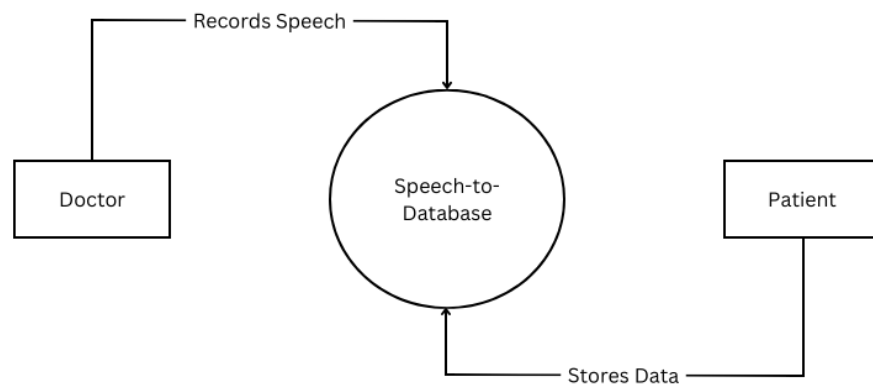 Records Speech
Doctor
Speech-to-
Database
Patient
Stores Data